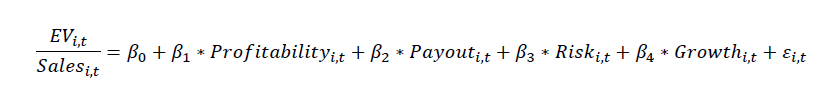 EV_{i,t}/Sales_{i,t} = β_0 + β_1 * Profitability_{i,t} + β_2 * Payout_{i,t} + β_3 * Risk_{i,t} + β_4 * Growth_{i,t} + ε_{i,t}